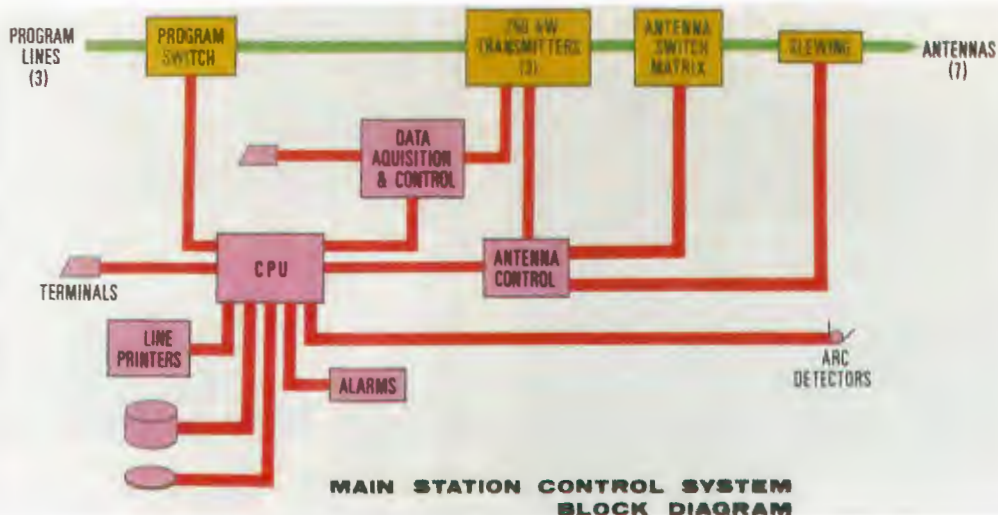 PROGRAM
LINES
(3)
PROGRAM
SWITCH
kW
TRANSMITTERS
ANTENNA
SWITCH
MATRIX
SLEWING
ANTENNAS
(7)
DATA
AQUISITION
& CONTROL
CPU
ANTENNA
CONTROL
TERMINALS
LINE
PRINTERS
ALARMS
ARC
DETECTORS
MAIN STATION CONTROL SYSTEM
BLOCK DIAGRAM